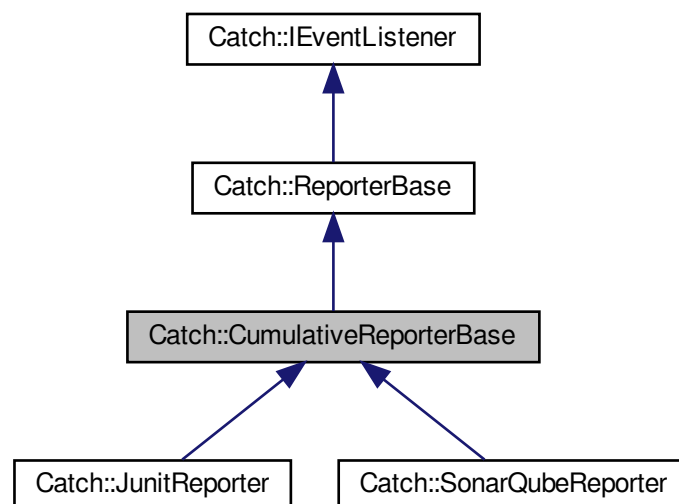 Catch::IEventListener
Catch::ReporterBase
Catch::CumulativeReporterBase
Catch::JunitReporter
Catch::SonarQubeReporter